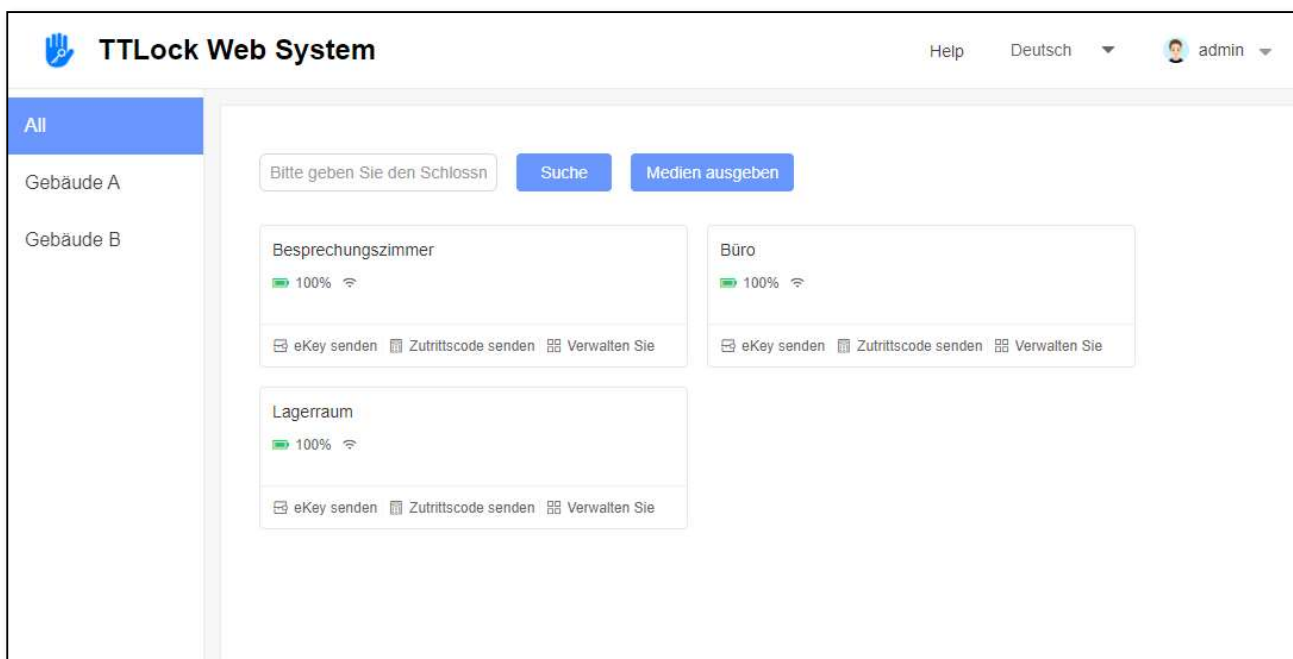 TTLock Web System
Help Deutsch admin
All
Gebäude A
Gebäude B
Bitte geben Sie den Schlossn
Suche
Medien ausgeben
Besprechungszimmer
100%
eKey senden Zutrittscode senden Verwalten Sie
Büro
100%
eKey senden Zutrittscode senden Verwalten Sie
Lagerraum
100%
eKey senden Zutrittscode senden Verwalten Sie